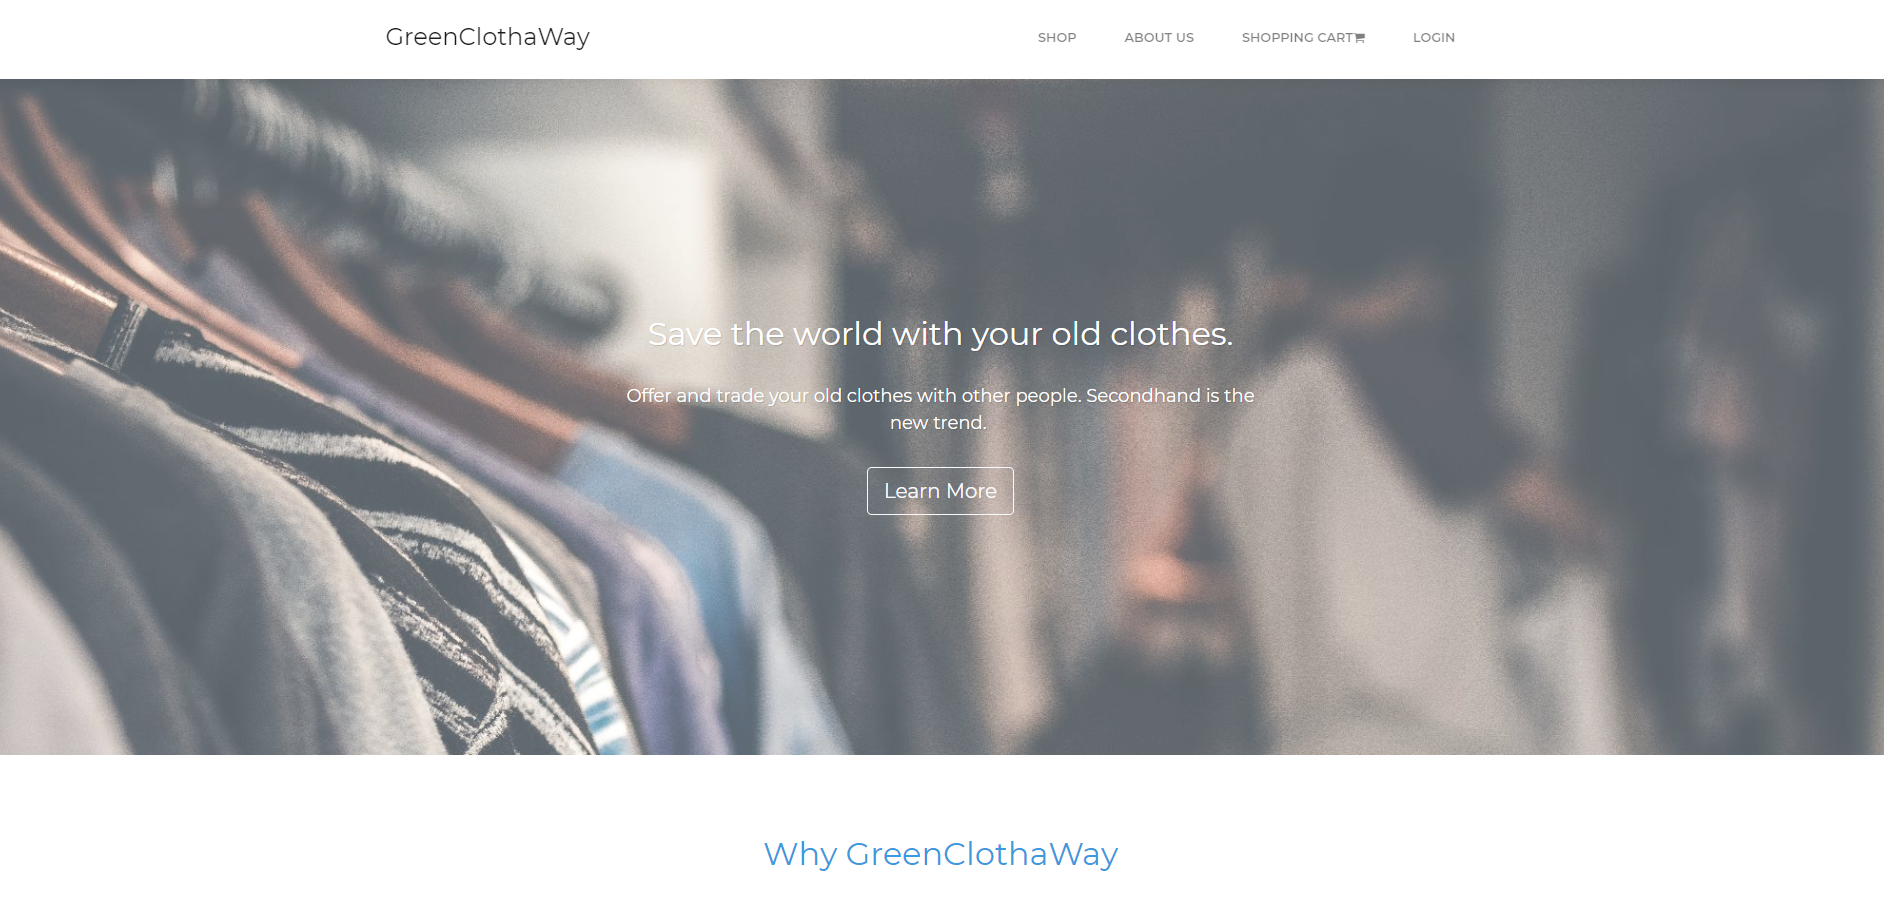 GreenClothaWay
SHOP
ABOUT US
SHOPPING CART
LOGIN
Save the world with your old clothes.
Offer and trade your old clothes with other people. Secondhand is the
new trend.
Learn More
Why GreenClothaWay